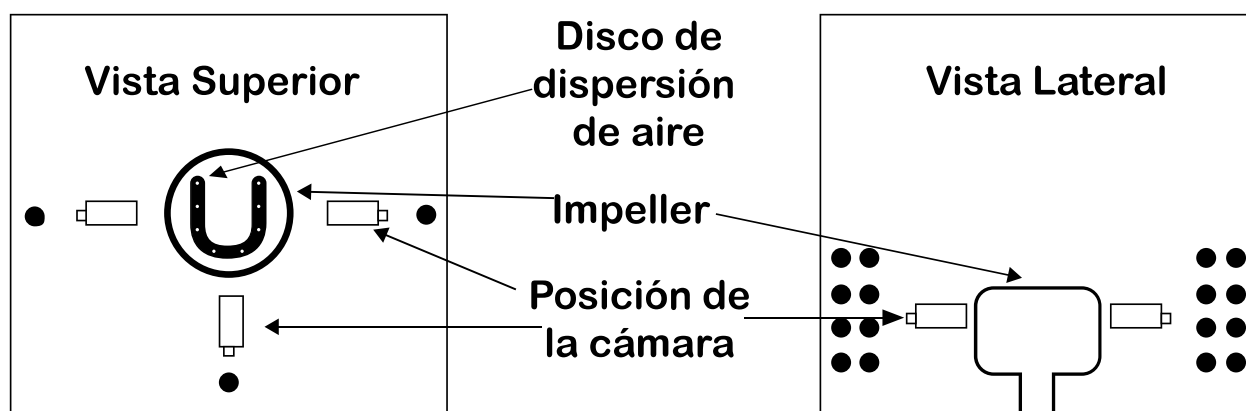 Vista Superior
Disco de
dispersión
de aire
Impeller
Posición de
la cámara
Vista Lateral